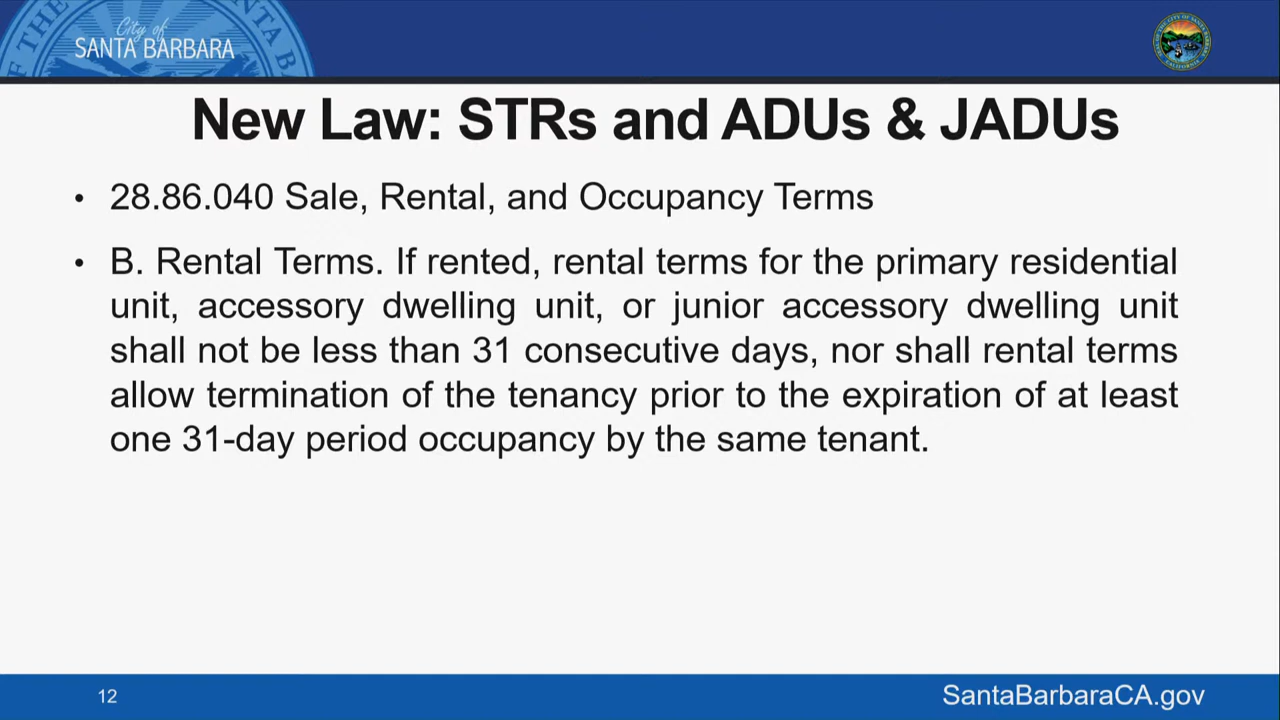 City of
SANTA BARBARA
New Law: STRs and ADUs & JADUs
• 28.86.040 Sale, Rental, and Occupancy Terms
• B. Rental Terms. If rented, rental terms for the primary residential
unit, accessory dwelling unit, or junior accessory dwelling unit
shall not be less than 31 consecutive days, nor shall rental terms
allow termination of the tenancy prior to the expiration of at least
one 31-day period occupancy by the same tenant.
12
SantaBarbaraCA.gov